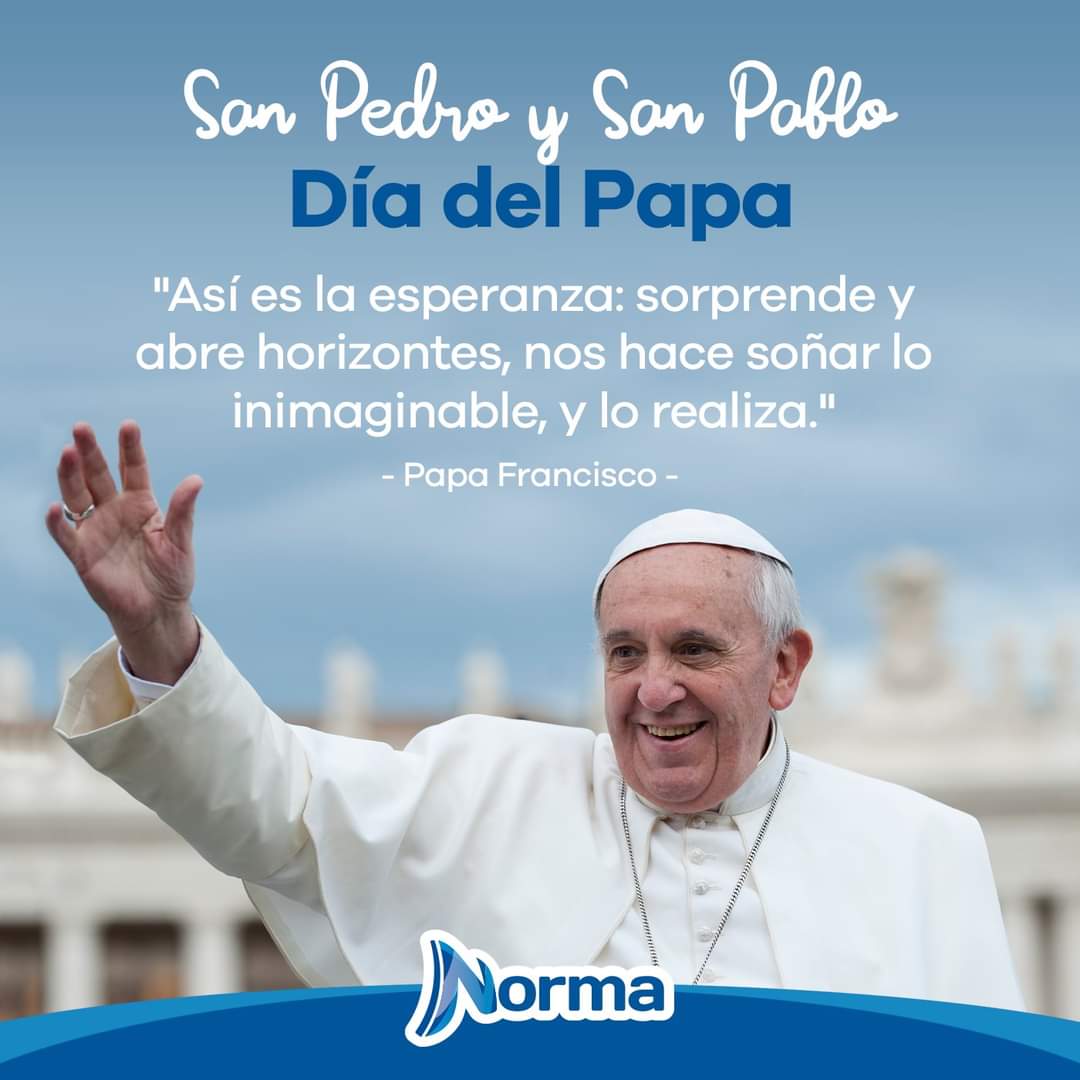 San Pedro y San Pablo
Día del Papa
"Así es la esperanza: sorprende y
abre horizontes, nos hace soñar lo
inimaginable, y lo realiza."
- Papa Francisco -
Norma